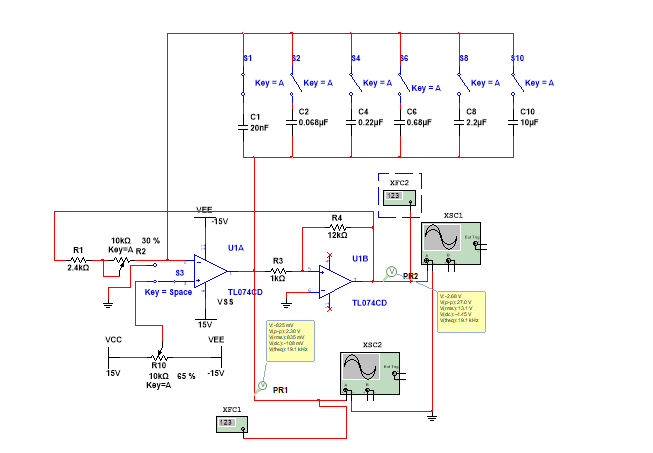 S1 S2 S4 S6 S8 S10
Key = A Key = A Key = A Key = A Key = A
C1 C2 C4 C6 C8 C10
20nF 0.068µF 0.22µF 0.68µF 2.2µF 10µF
XFC2
123
XSC1
Ext Trig
A B
VEE
-15V
R4
12kΩ
10kΩ 30 %
Key=A R2
R1
2.4kΩ
U1A
R3
1kΩ
U1B
S3
Key = Space
TL074CD
TL074CD
VSS
15V
PR2
V: -2.68 V
V(p-p): 27.0 V
V(rms): 13.1 V
V(dc): -1.45 V
V(freq): 19.1 kHz
V: -825 mV
V(p-p): 2.30 V
V(rms): 835 mV
V(dc): -108 mV
V(freq): 19.1 kHz
VCC
15V
VEE
-15V
R10
10kΩ 65 %
Key=A
XSC2
Ext Trig
A B
PR1
XFC1
123